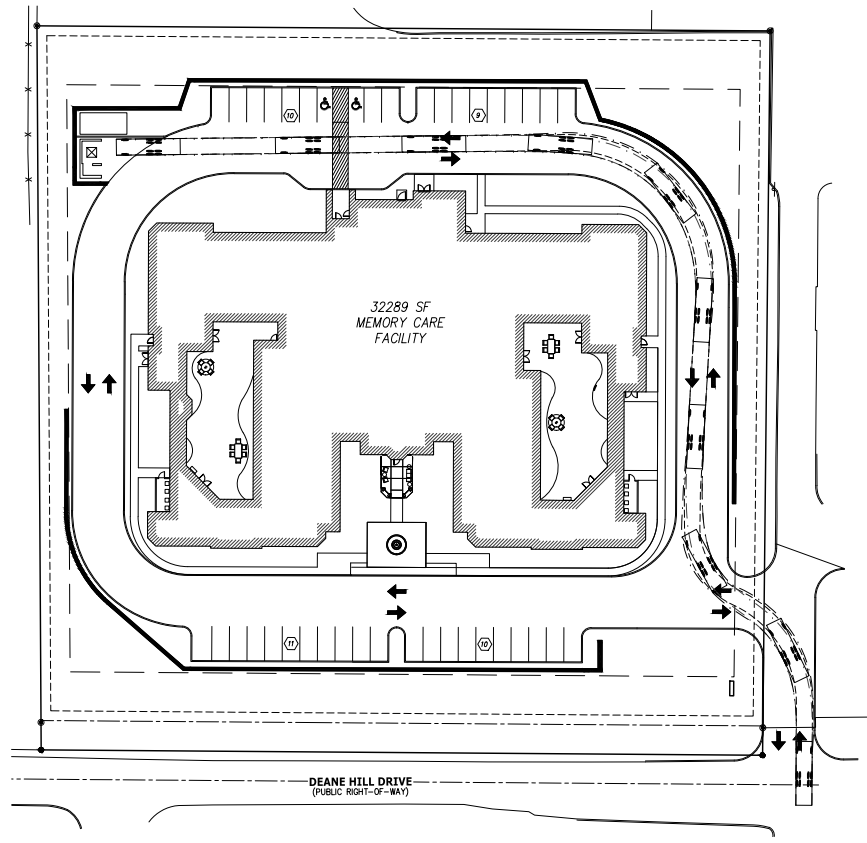 10
9
32289 SF
MEMORY CARE
FACILITY
11
10
DEANE HILL DRIVE
(PUBLIC RIGHT-OF-WAY)